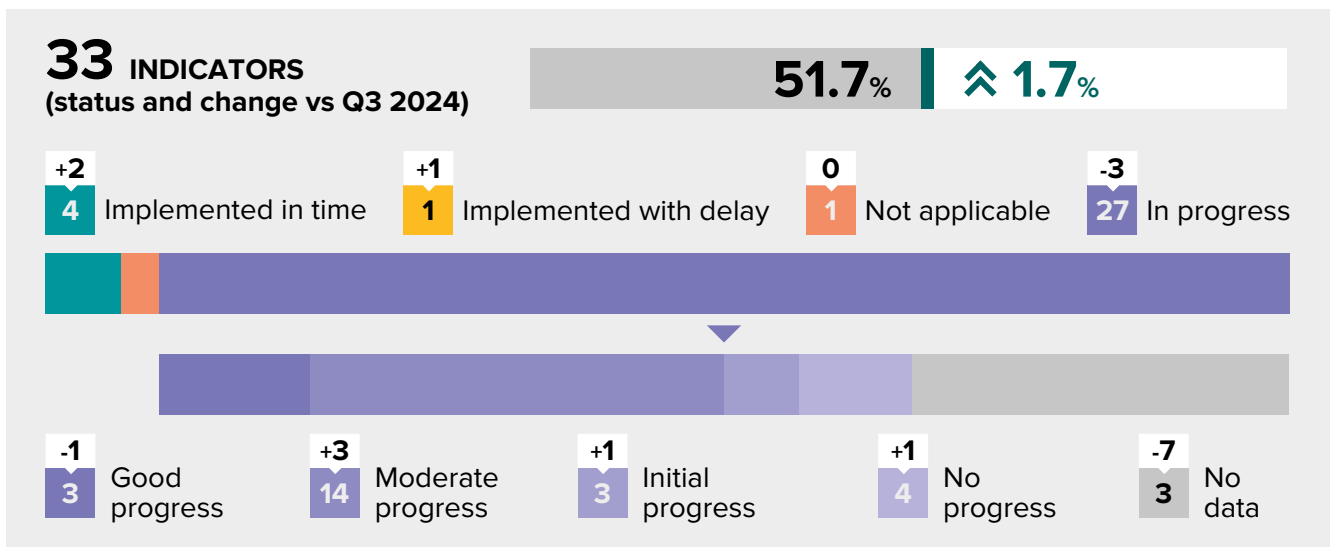 33 INDICATORS
(status and change vs Q3 2024)
51.7% 1.7%
+2
4 Implemented in time
+1
1 Implemented with delay
0
1 Not applicable
-3
27 In progress
-1
3 Good
progress
+3
14 Moderate
progress
+1
3 Initial
progress
+1
4 No
progress
-7
3 No
data